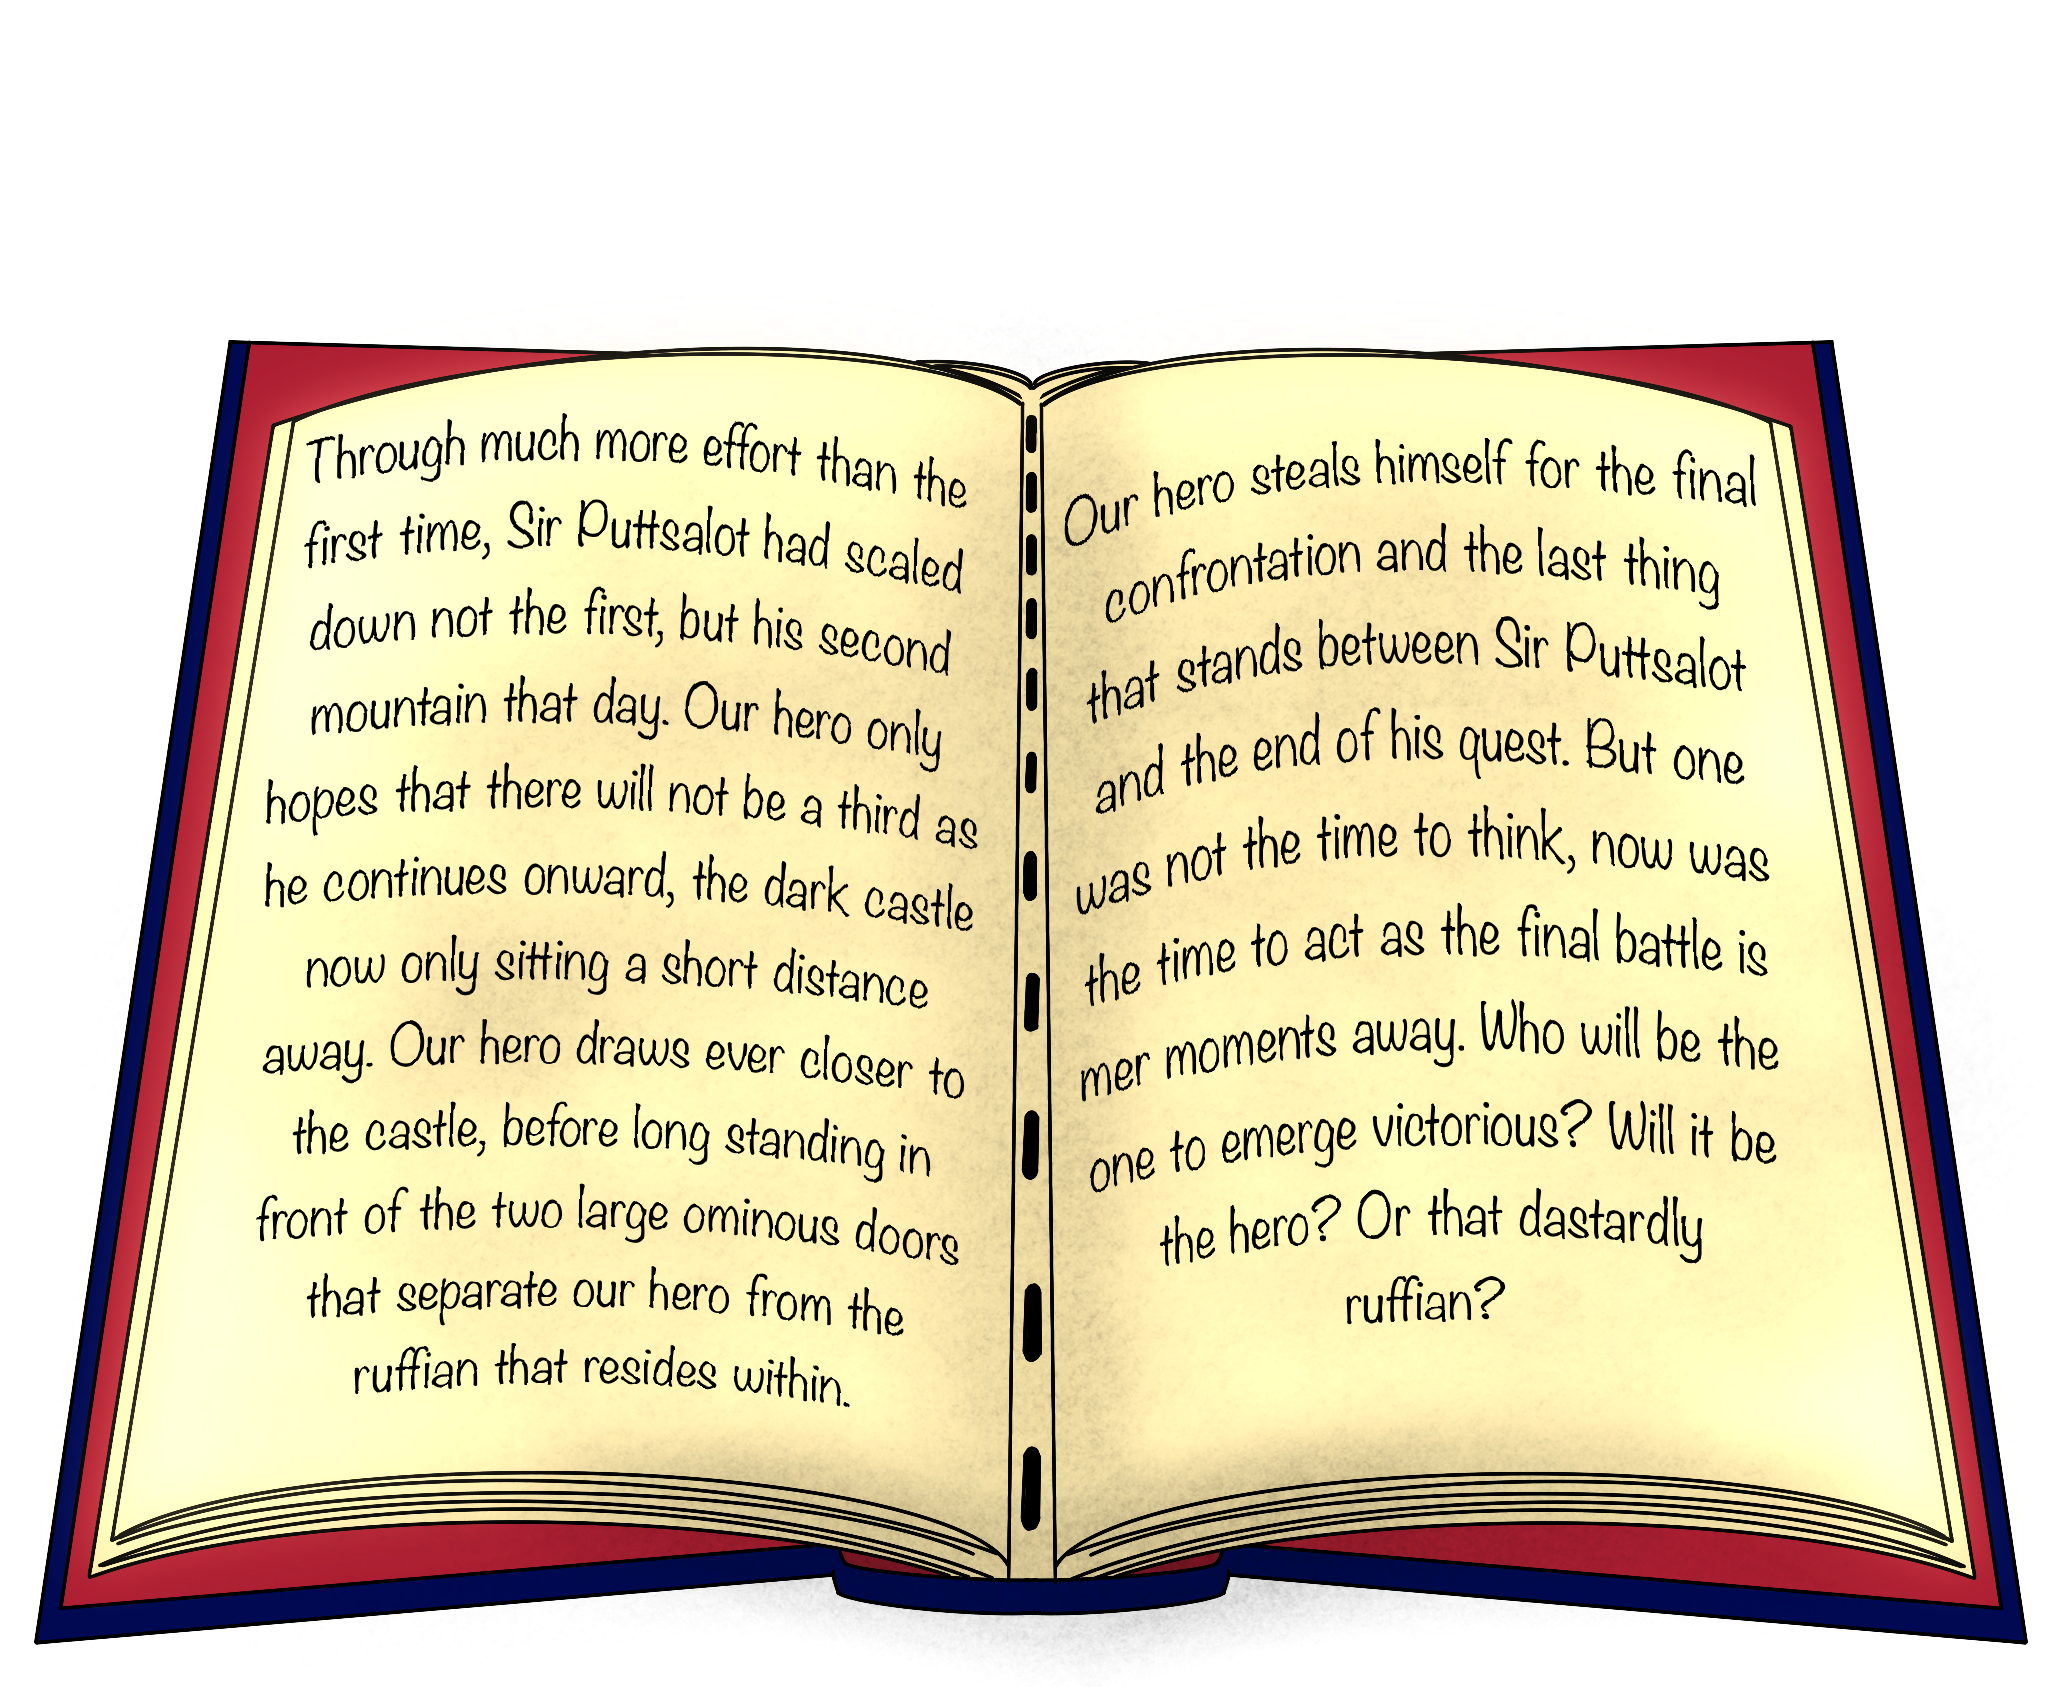 Through much more effort than the
first time, Sir Puttsalot had scaled
down not the first, but his second
mountain that day. Our hero only
hopes that there will not be a third as
he continues onward, the dark castle
now only sitting a short distance
away. Our hero draws ever closer to
the castle, before long standing in
front of the two large ominous doors
that separate our hero from the
ruffian that resides within.
Our hero steals himself for the final
confrontation and the last thing
that stands between Sir Puttsalot
and the end of his quest. But one
was not the time to think, now was
the time to act as the final battle is
mer moments away. Who will be the
one to emerge victorious? Will it be
the hero? Or that dastardly
ruffian?